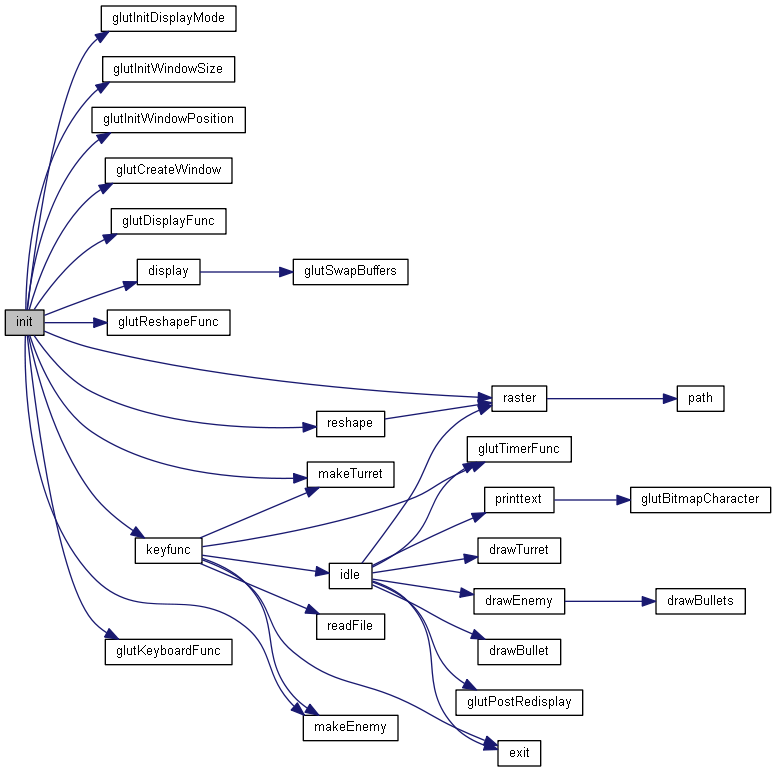 glutInitDisplayMode
glutInitWindowSize
glutInitWindowPosition
glutCreateWindow
glutDisplayFunc
display
glutSwapBuffers
init
glutReshapeFunc
raster
path
reshape
glutTimerFunc
makeTurret
printtext
glutBitmapCharacter
keyfunc
drawTurret
idle
drawEnemy
drawBullets
readFile
glutKeyboardFunc
drawBullet
glutPostRedisplay
makeEnemy
exit